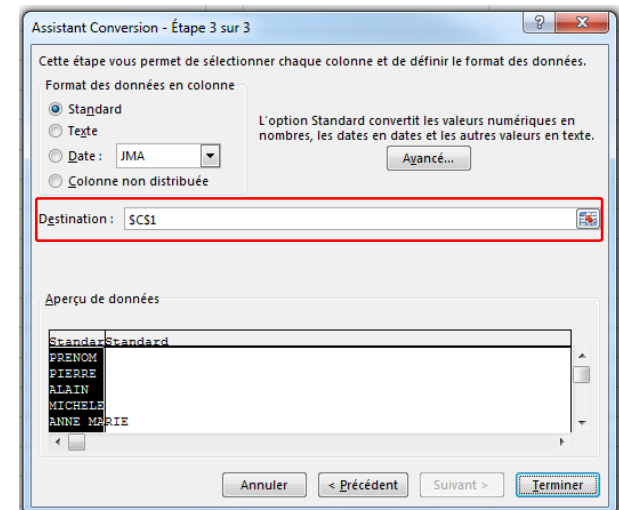 Assistant Conversion - Étape 3 sur 3
Cette étape vous permet de sélectionner chaque colonne et de définir le format des données.
Format des données en colonne
Standard
Texte
Date : JMA
Colonne non distribuée
L'option Standard convertit les valeurs numériques en
nombres, les dates en dates et les autres valeurs en texte.
Avancé...
Destination : $C$1
Aperçu de données
Standar Standard
PRENOM
PIERRE
ALAIN
MICHELE
ANNE MARIE
Annuler < Précédent Suivant > Terminer